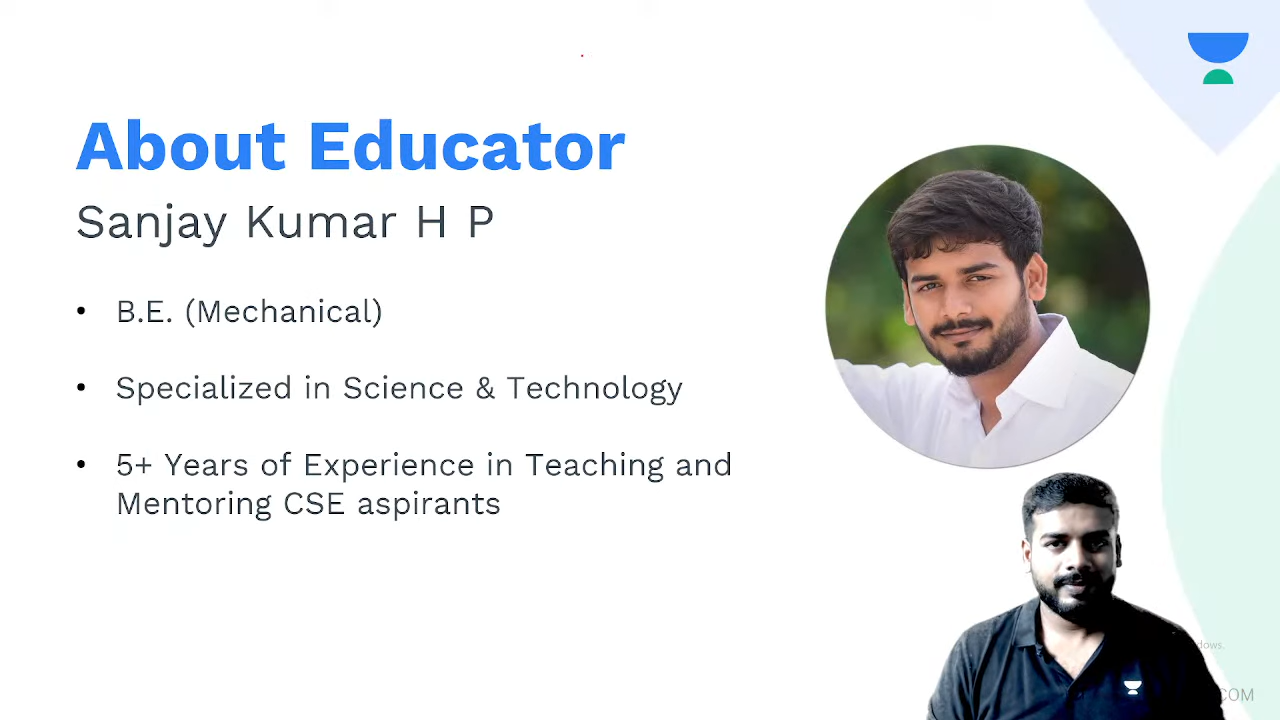 About Educator
Sanjay Kumar H P
• B.E. (Mechanical)
• Specialized in Science & Technology
• 5+ Years of Experience in Teaching and
Mentoring CSE aspirants